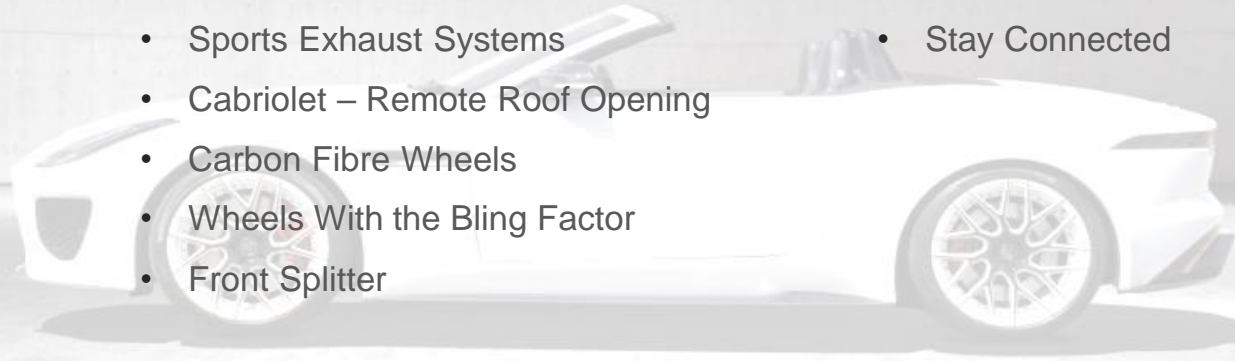 • Sports Exhaust Systems
• Cabriolet – Remote Roof Opening
• Carbon Fibre Wheels
• Wheels With the Bling Factor
• Front Splitter
• Stay Connected